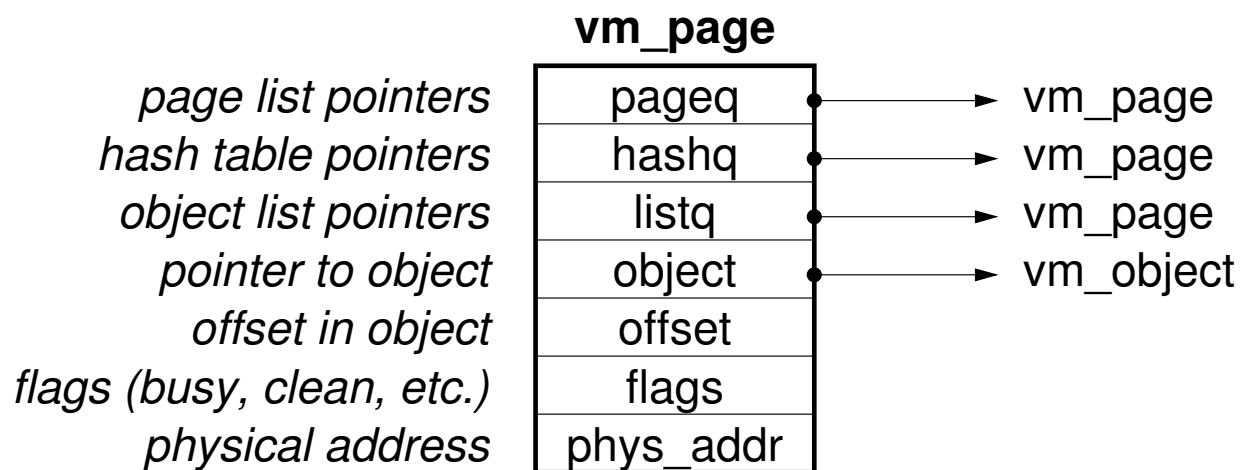 vm_page
page list pointers pageq vm_page
hash table pointers hashq vm_page
object list pointers listq vm_page
pointer to object object vm_object
offset in object offset
flags (busy, clean, etc.) flags
physical address phys_addr